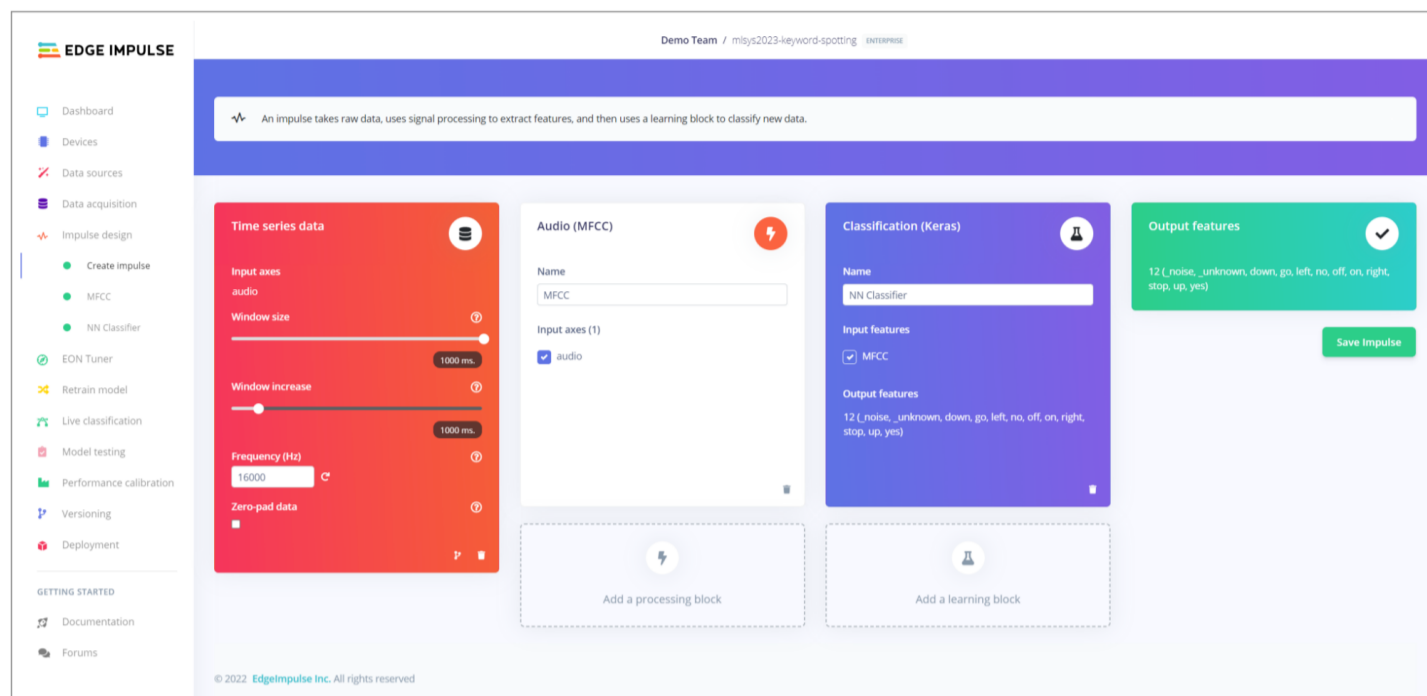 EDGE IMPULSE
Demo Team / mlsys2023-keyword-spotting ENTERPRISE
An impulse takes raw data, uses signal processing to extract features, and then uses a learning block to classify new data.
Dashboard
Devices
Data sources
Data acquisition
Impulse design
Create impulse
MFCC
NN Classifier
EON Tuner
Retrain model
Live classification
Model testing
Performance calibration
Versioning
Deployment
GETTING STARTED
Documentation
Forums
Time series data
Input axes
audio
Window size
1000 ms.
Window increase
1000 ms.
Frequency (Hz)
16000
Zero-pad data
Audio (MFCC)
Name
MFCC
Input axes (1)
audio
Classification (Keras)
Name
NN Classifier
Input features
MFCC
Output features
12 (_noise, _unknown, down, go, left, no, off, on, right,
stop, up, yes)
Output features
12 (_noise, _unknown, down, go, left, no, off, on, right,
stop, up, yes)
Save Impulse
Add a processing block
Add a learning block
© 2022 EdgeImpulse Inc. All rights reserved